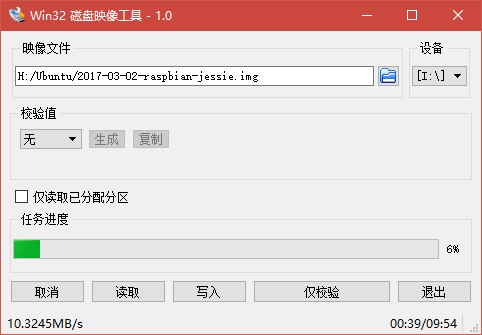 Win32 磁盘映像工具 - 1.0
映像文件 设备
H:/Ubuntu/2017-03-02-raspbian-jessie.img [I:\]
校验值
无 生成 复制
仅读取已分配分区
任务进度
6%
取消 读取 写入 仅校验 退出
10.3245MB/s 00:39/09:54